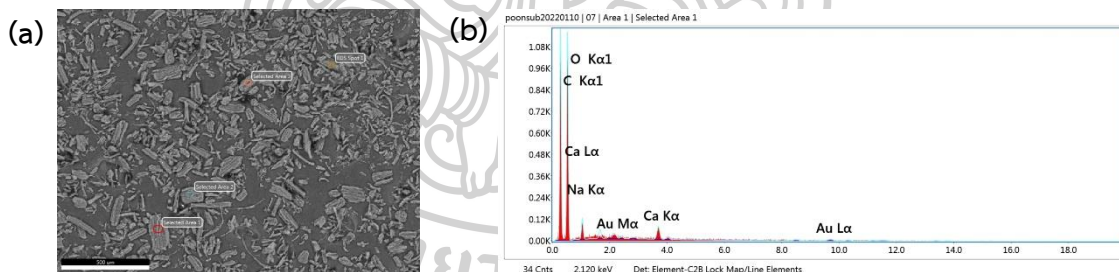 (a)
EDS Spot 1
Selected Area 3
Selected Area 2
Selected Area 1
(b)
poonsub20220110 | 07 | Area 1 | Selected Area 1
1.08K
0.96K
0.84K
0.72K
0.60K
0.48K
0.36K
0.24K
0.12K
0.00K
O Kα1
C Kα1
Ca Lα
Na Kα
Au Mα
Ca Kα
Au Lα
0.0 2.0 4.0 6.0 8.0 10.0 12.0 14.0 16.0 18.0
34 Cnts 2.120 keV Det: Element-C2B Lock Map/Line Elements